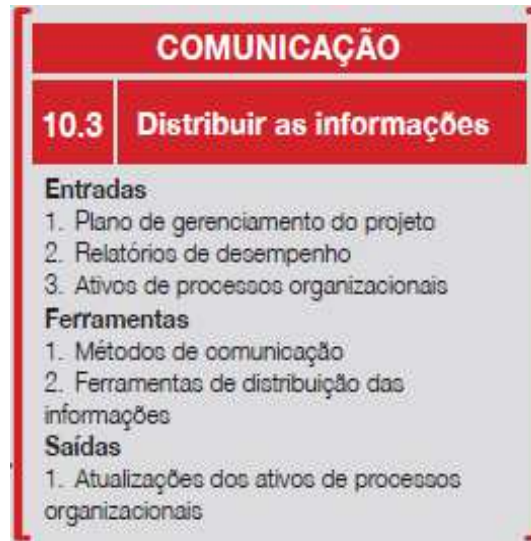 COMUNICAÇÃO
10.3 Distribuir as informações
Entradas
1. Plano de gerenciamento do projeto
2. Relatórios de desempenho
3. Ativos de processos organizacionais
Ferramentas
1. Métodos de comunicação
2. Ferramentas de distribuição das
informações
Saídas
1. Atualizações dos ativos de processos
organizacionais